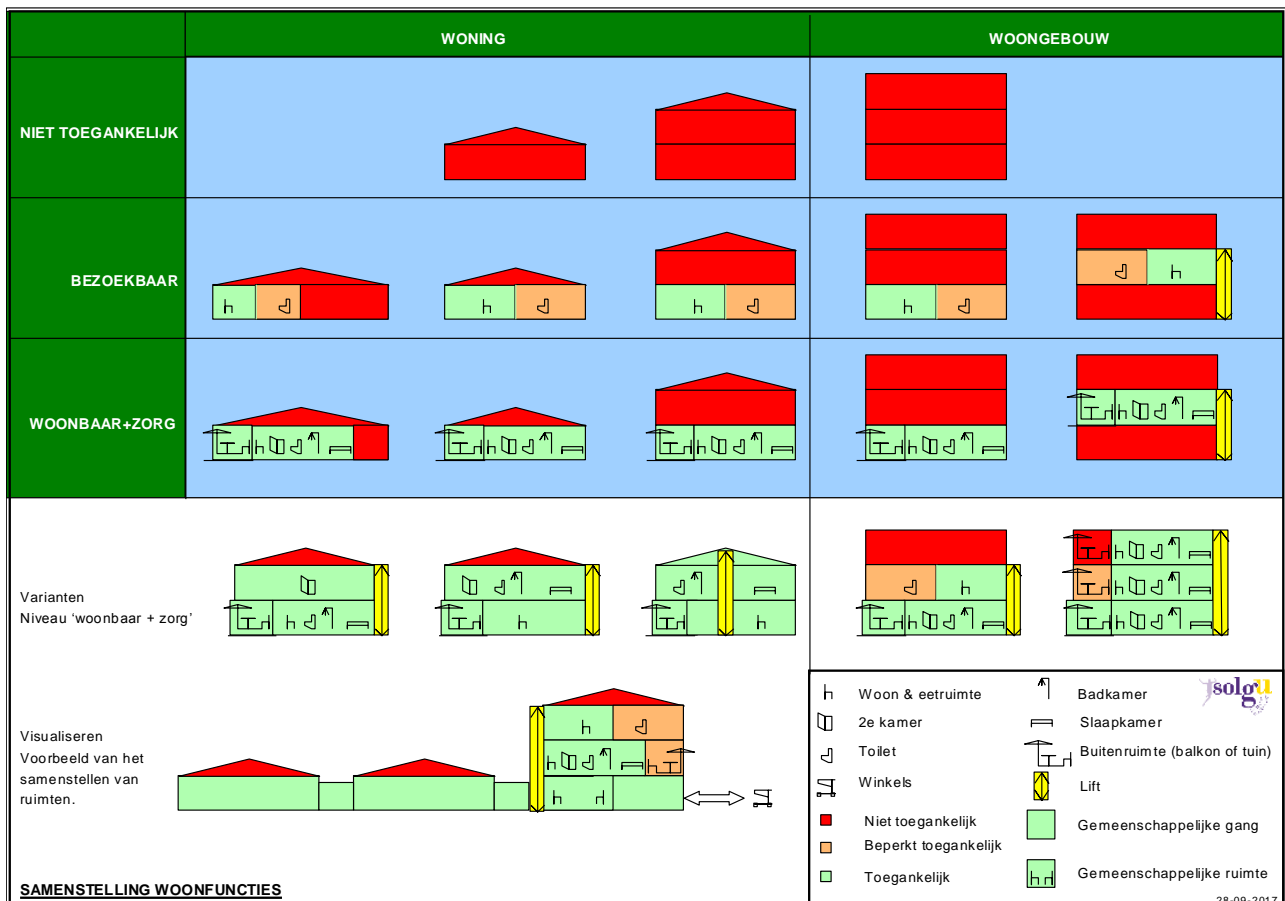 WONING
WOONGEBOUW
NIET TOEGANKELIJK
BEZOEKBAAR
WOONBAAR+ZORG
Varianten
Niveau ‘woonbaar + zorg’
Visualiseren
Voorbeeld van het
samenstellen van
ruimten.
SAMENSTELLING WOONFUNCTIES
Woon & eetruimte
Badkamer
2e kamer
Slaapkamer
Toilet
Buitenruimte (balkon of tuin)
Winkels
Lift
Niet toegankelijk
Gemeenschappelijke gang
Beperkt toegankelijk
Toegankelijk
Gemeenschappelijke ruimte
solgu
28-09-2017